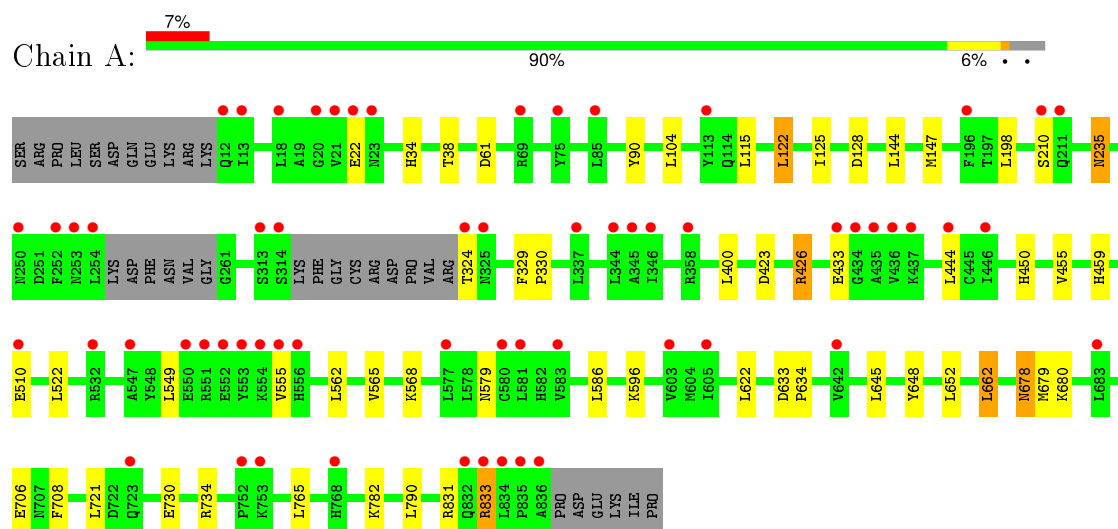 7%
Chain A:
90% 6% • •
SER ARG PRO LEU SER ASP GLN GLU LYS ARG LYS Q12 I13 L18 A19 G20 V21 E22 N23 H34 T38 D61 R69 Y75 L85 Y90 L104 Y113 Q114 L115 L122 I125 D128 L144 M147 F196 T197 L198 S210 Q211 N235
N250 D251 F252 N253 L254 LYS ASP PHE ASN VAL GLY G261 S313 S314 LYS PHE GLY CYS ARG ASP PRO VAL ARG T324 N325 F329 P330 L337 L344 A345 I346 R358 L400 D423 R426 E433 G434 A435 V436 K437 L444 C445 I446 H450 V455 H459
E510 L522 R532 A547 Y548 L549 E550 R551 E552 Y553 K554 V555 H556 L562 V565 K568 L577 L578 N579 C580 L581 H582 V583 L586 K596 V603 M604 I605 L622 D633 P634 V642 L645 Y648 L652 L662 N678 M679 K680 L683
E706 N707 F708 L721 D722 Q723 E730 R734 P752 K753 L765 H768 K782 L790 R831 Q832 R833 L834 P835 A836 PRO ASP GLU LYS ILE PRO